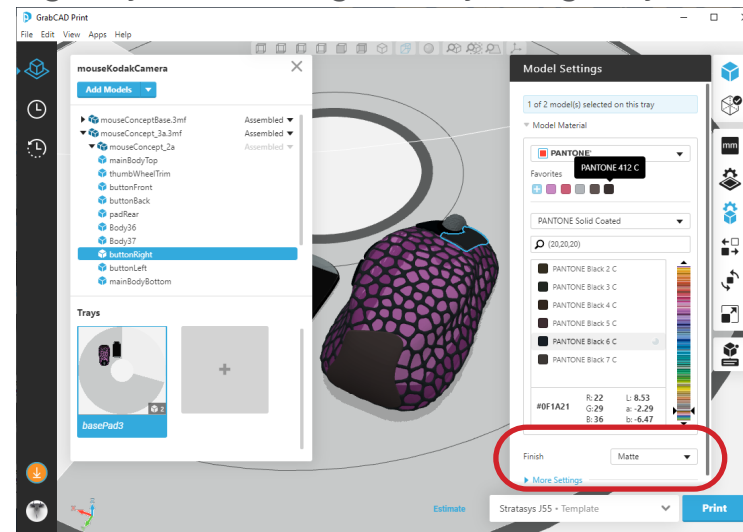 GrabCAD Print
File Edit View Apps Help
mouseKodakCamera
Add Models
mouseConceptBase.3mf Assembled
mouseConcept_3a.3mf Assembled
mouseConcept_2a Assembled
mainBodyTop
thumbWheelTrim
buttonFront
buttonBack
padRear
Body36
Body37
buttonRight
buttonLeft
mainBodyBottom
Trays
2
basePad3
Model Settings
1 of 2 model(s) selected on this tray
Model Material
PANTONE
Favorites
PANTONE 412 C
PANTONE Solid Coated
(20,20,20)
PANTONE Black 2 C
PANTONE Black 3 C
PANTONE Black 4 C
PANTONE Black 5 C
PANTONE Black 6 C
PANTONE Black 7 C
#0F1A21
R: 22 L: 8.53
G: 29 a: -2.29
B: 36 b: -6.47
Finish Matte
More Settings
mm
Estimate
Stratasys J55 • Template
Print